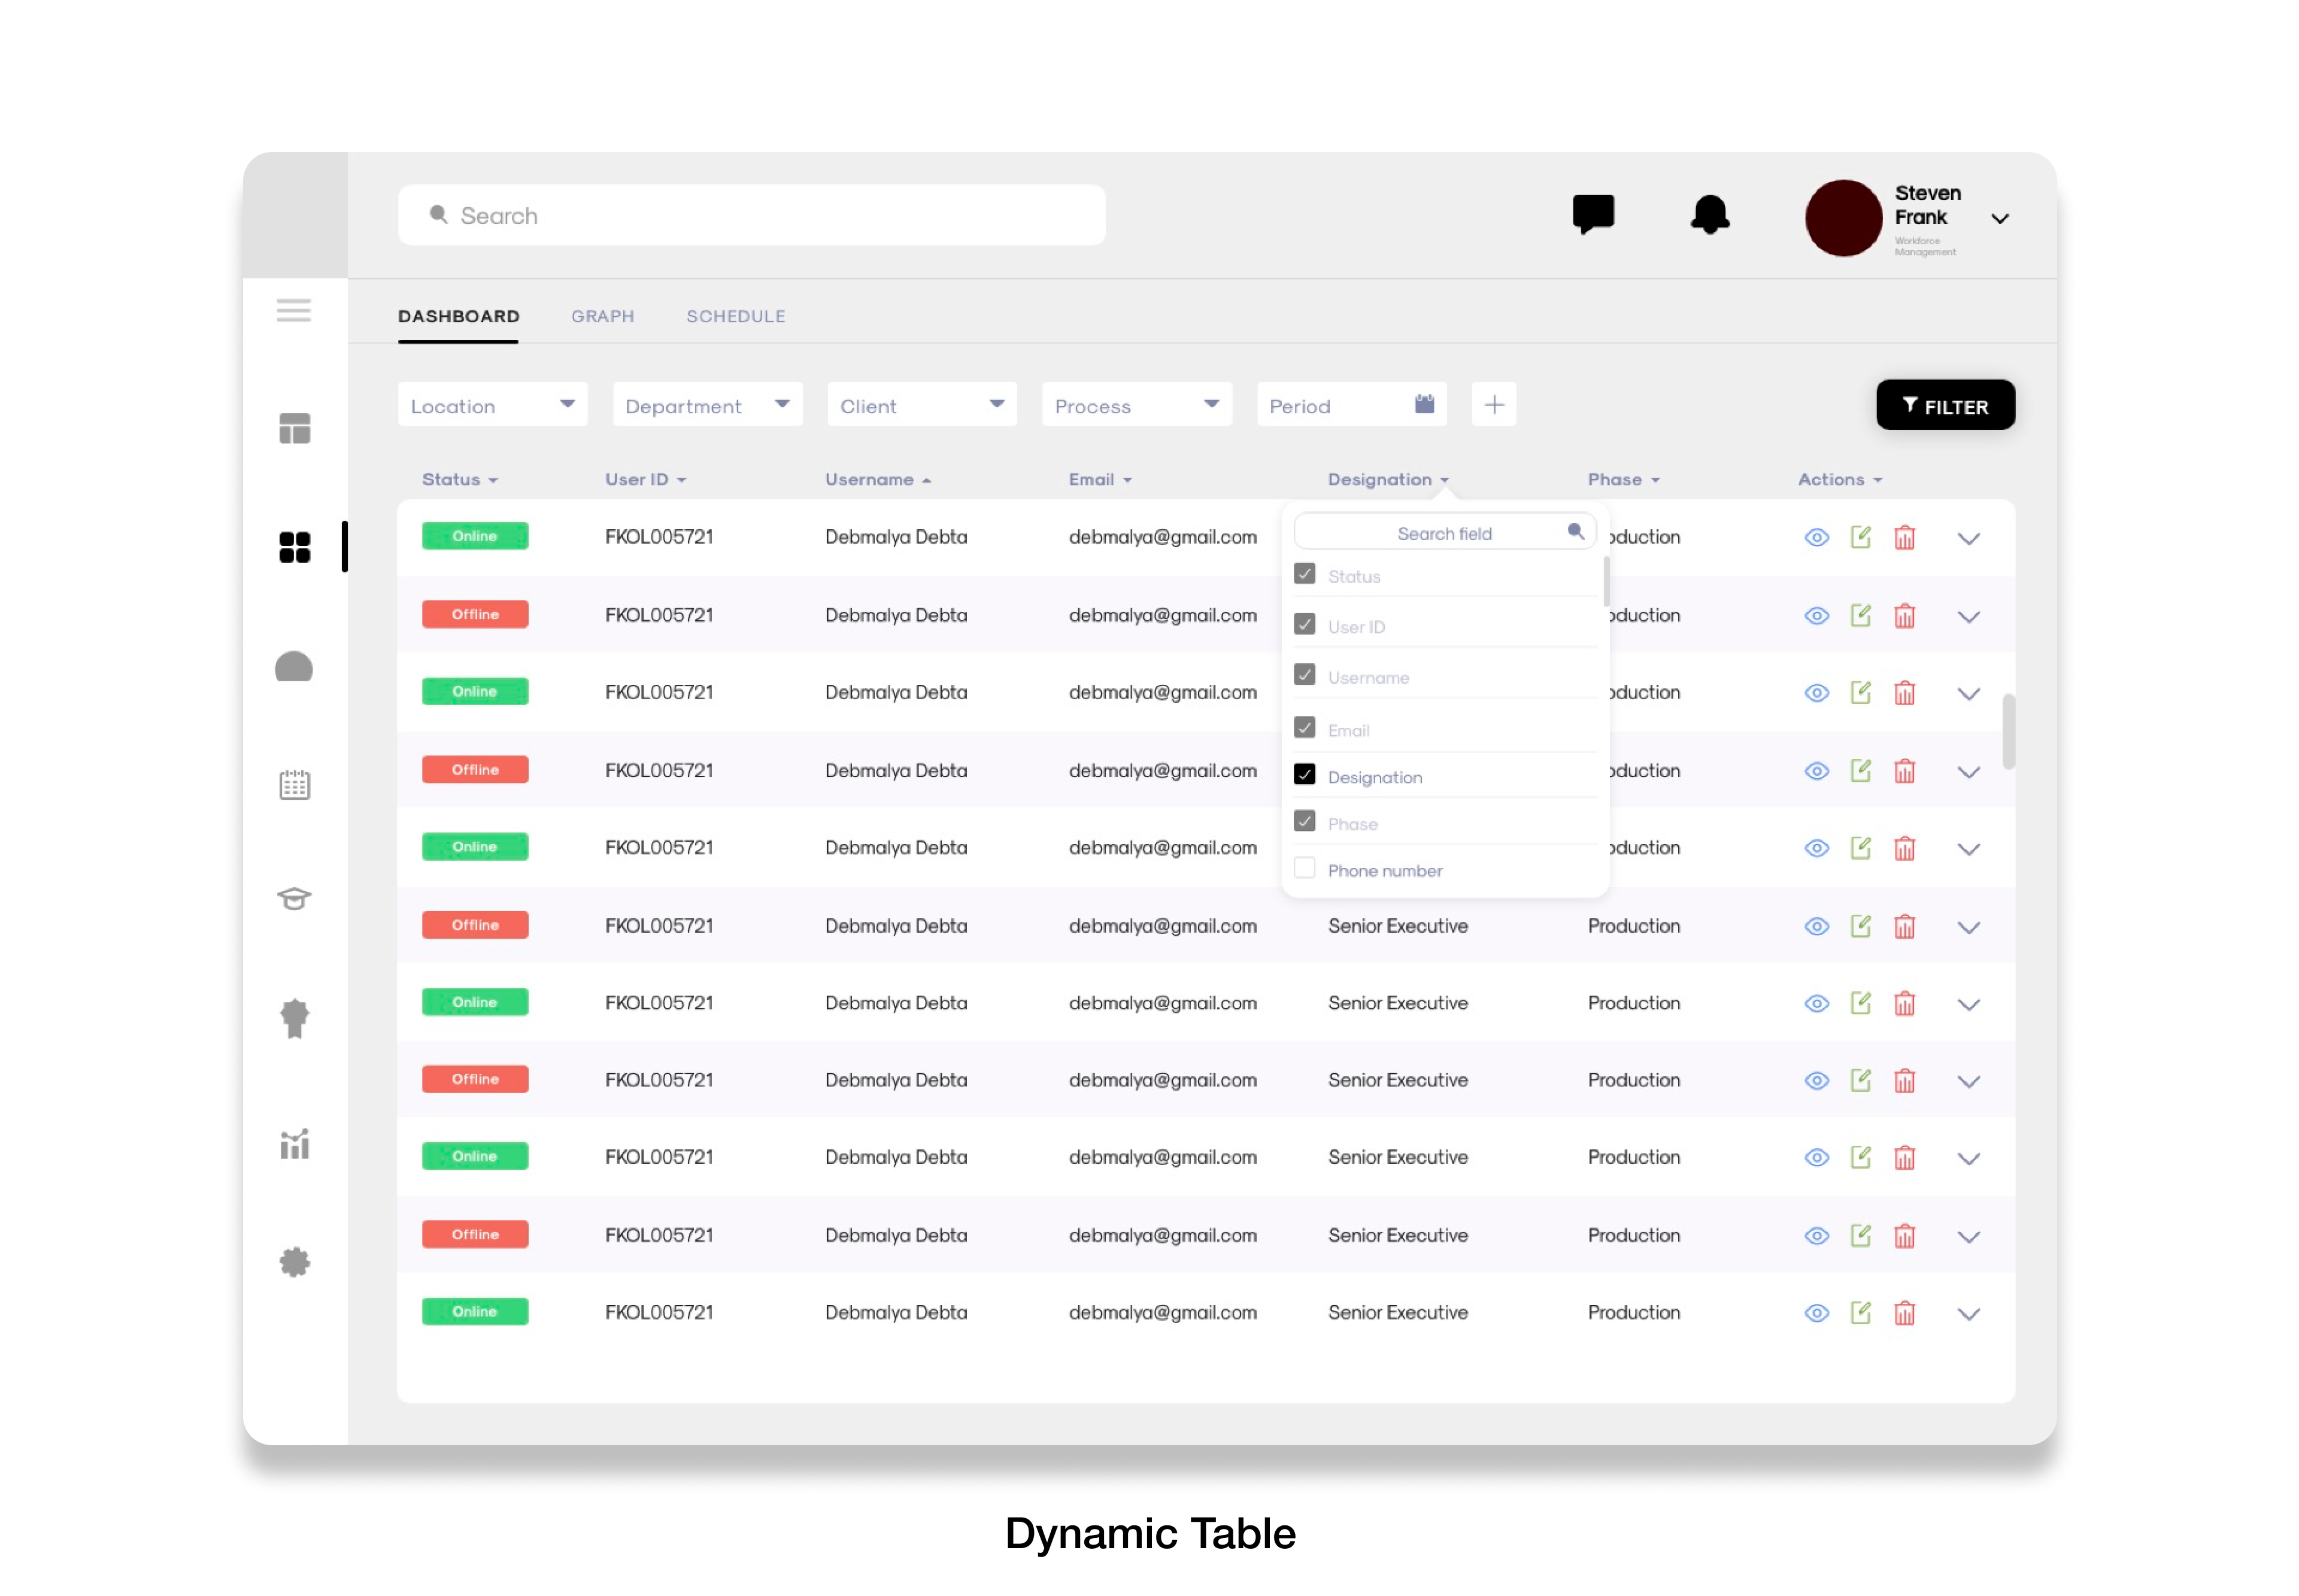 Search
Steven
Frank
Workforce
Management
DASHBOARD GRAPH SCHEDULE
Location Department Client Process Period FILTER
Status User ID Username Email Designation Phase Actions
Online FKOL005721 Debmalya Debta debmalya@gmail.com oduction
Search field
Status
Offline FKOL005721 Debmalya Debta debmalya@gmail.com oduction
User ID
Online FKOL005721 Debmalya Debta debmalya@gmail.com oduction
Username
Email
Offline FKOL005721 Debmalya Debta debmalya@gmail.com oduction
Designation
Phase
Online FKOL005721 Debmalya Debta debmalya@gmail.com oduction
Phone number
Offline FKOL005721 Debmalya Debta debmalya@gmail.com Senior Executive Production
Online FKOL005721 Debmalya Debta debmalya@gmail.com Senior Executive Production
Offline FKOL005721 Debmalya Debta debmalya@gmail.com Senior Executive Production
Online FKOL005721 Debmalya Debta debmalya@gmail.com Senior Executive Production
Offline FKOL005721 Debmalya Debta debmalya@gmail.com Senior Executive Production
Online FKOL005721 Debmalya Debta debmalya@gmail.com Senior Executive Production
Dynamic Table